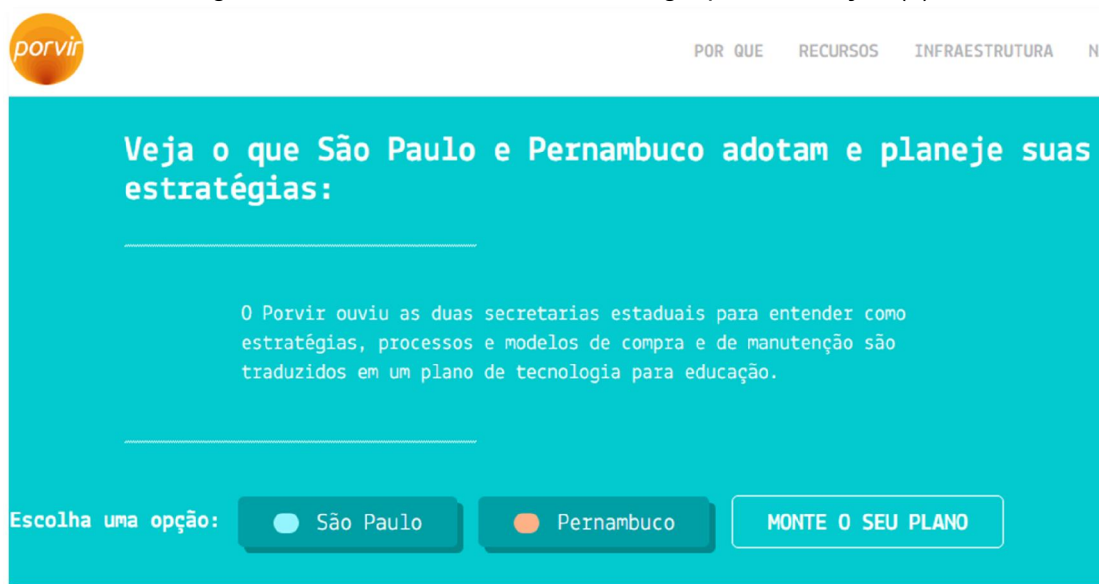 porvir
POR QUE RECURSOS INFRAESTRUTURA N
Veja o que São Paulo e Pernambuco adotam e planeje suas
estratégias:
O Porvir ouviu as duas secretarias estaduais para entender como
estratégias, processos e modelos de compra e de manutenção são
traduzidos em um plano de tecnologia para educação.
Escolha uma opção: São Paulo Pernambuco MONTE O SEU PLANO